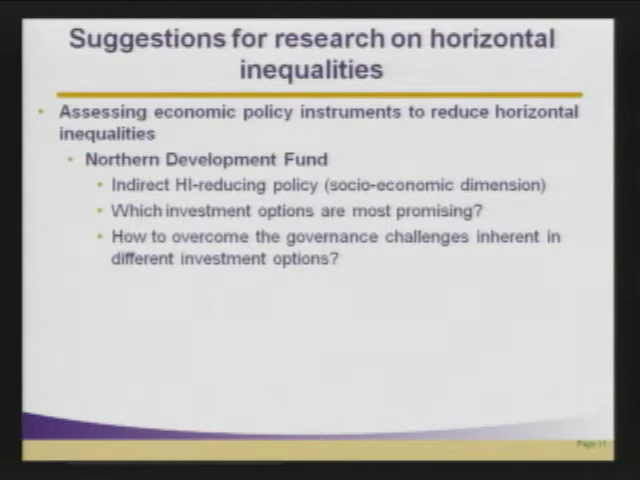 Suggestions for research on horizontal
inequalities
• Assessing economic policy instruments to reduce horizontal
inequalities
• Northern Development Fund
• Indirect HI-reducing policy (socio-economic dimension)
• Which investment options are most promising?
• How to overcome the governance challenges inherent in
different investment options?
Page 11